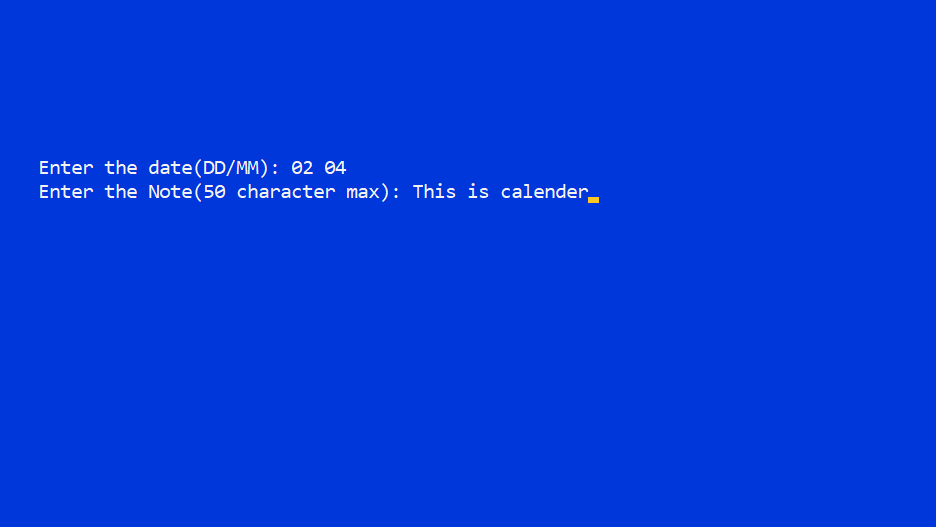 Enter the date(DD/MM): 02 04
Enter the Note(50 character max): This is calender